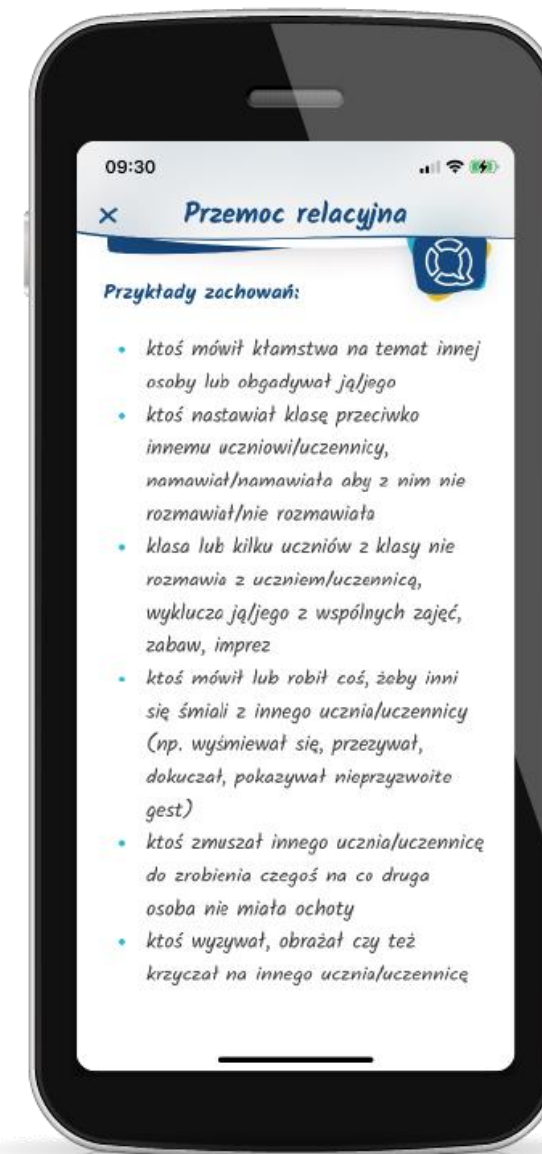 09:30
Przemoc relacyjna
Przykłady zachowań:
• ktoś mówił kłamstwa na temat innej
osoby lub obgadywał ją/jego
• ktoś nastawiał klasę przeciwko
innemu uczniowi/uczennicy,
namawiał/namawiała aby z nim nie
rozmawiał/nie rozmawiała
• klasa lub kilku uczniów z klasy nie
rozmawia z uczniem/uczennicą,
wyklucza ją/jego z wspólnych zajęć,
zabaw, imprez
• ktoś mówił lub robił coś, żeby inni
się śmiali z innego ucznia/uczennicy
(np. wyśmiewał się, przezywał,
dokuczał, pokazywał nieprzyzwoite
gest)
• ktoś zmuszał innego ucznia/uczennicę
do zrobienia czegoś na co druga
osoba nie miała ochoty
• ktoś wyzywał, obrażał czy też
krzyczał na innego ucznia/uczennicę